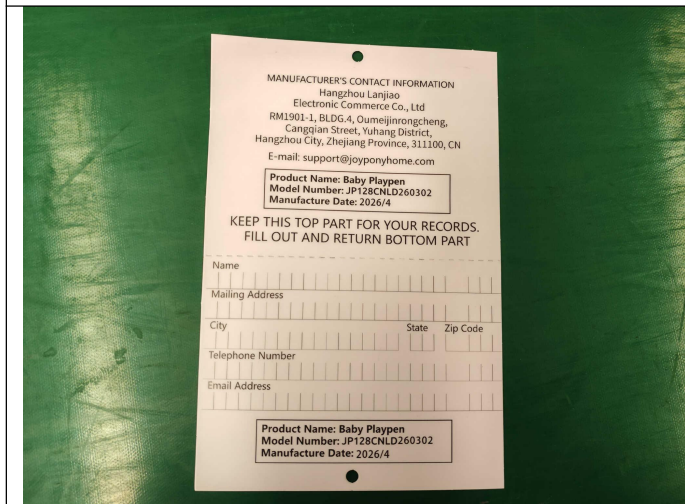 MANUFACTURER'S CONTACT INFORMATION
Hangzhou Lanjiao
Electronic Commerce Co., Ltd
RM1901-1, BLDG.4, Oumeijinrongcheng,
Cangqian Street, Yuhang District,
Hangzhou City, Zhejiang Province, 311100, CN
E-mail: support@joyponyhome.com
Product Name: Baby Playpen
Model Number: JP128CNLD260302
Manufacture Date: 2026/4
KEEP THIS TOP PART FOR YOUR RECORDS.
FILL OUT AND RETURN BOTTOM PART
Name
Mailing Address
City State Zip Code
Telephone Number
Email Address
Product Name: Baby Playpen
Model Number: JP128CNLD260302
Manufacture Date: 2026/4